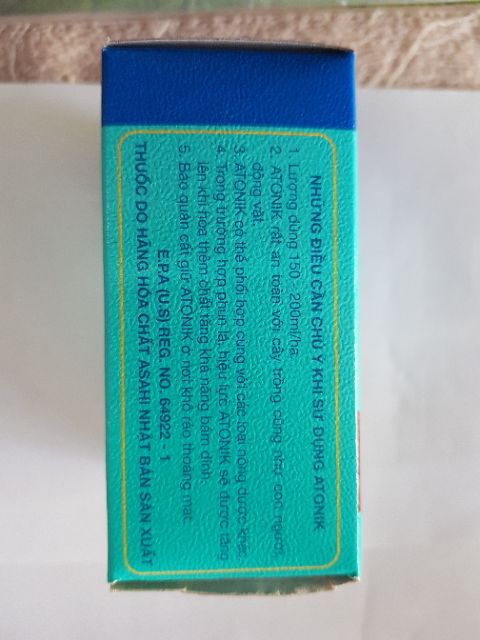 NHỮNG ĐIỀU CẦN CHÚ Ý KHI SỬ DỤNG ATONIK
1. Lượng dùng 150 - 200ml/ha.
2. ATONIK rất an toàn với cây trồng cũng như con người,
động vật.
3. ATONIK có thể phối hợp cùng với các loại nông dược khác.
4. Trong trường hợp phun lá, hiệu lực ATONIK sẽ được tăng
lên khi hòa thêm chất tăng khả năng bám dính.
5. Bảo quản cất giữ ATONIK ở nơi khô ráo thoáng mát.
E.P.A (U.S) REG. NO. 64922 - 1
THUỐC DO HÃNG HÓA CHẤT ASAHI NHẬT BẢN SẢN XUẤT